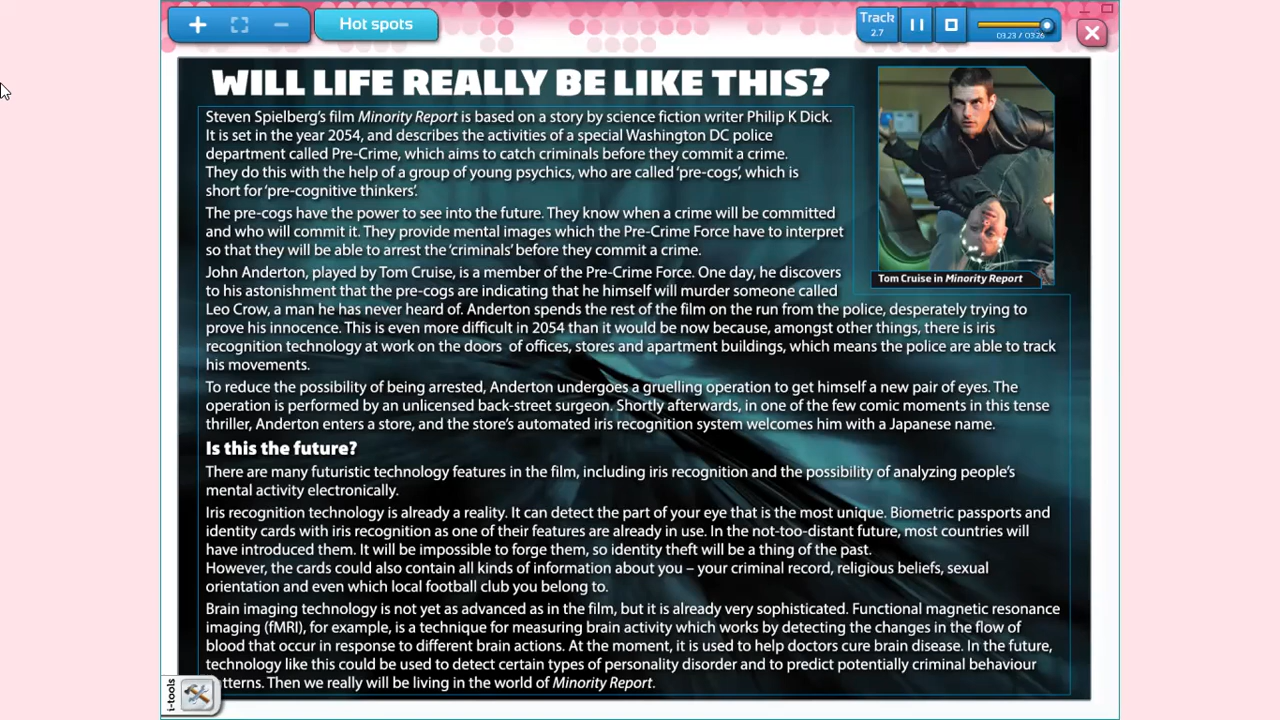 Hot spots
Track
2.7
03:23 / 03:26
WILL LIFE REALLY BE LIKE THIS?
Steven Spielberg's film Minority Report is based on a story by science fiction writer Philip K Dick.
It is set in the year 2054, and describes the activities of a special Washington DC police
department called Pre-Crime, which aims to catch criminals before they commit a crime.
They do this with the help of a group of young psychics, who are called 'pre-cogs', which is
short for 'pre-cognitive thinkers'.
The pre-cogs have the power to see into the future. They know when a crime will be committed
and who will commit it. They provide mental images which the Pre-Crime Force have to interpret
so that they will be able to arrest the 'criminals' before they commit a crime.
John Anderton, played by Tom Cruise, is a member of the Pre-Crime Force. One day, he discovers
to his astonishment that the pre-cogs are indicating that he himself will murder someone called
Leo Crow, a man he has never heard of. Anderton spends the rest of the film on the run from the police, desperately trying to
prove his innocence. This is even more difficult in 2054 than it would be now because, amongst other things, there is iris
recognition technology at work on the doors of offices, stores and apartment buildings, which means the police are able to track
his movements.
To reduce the possibility of being arrested, Anderton undergoes a gruelling operation to get himself a new pair of eyes. The
operation is performed by an unlicensed back-street surgeon. Shortly afterwards, in one of the few comic moments in this tense
thriller, Anderton enters a store, and the store's automated iris recognition system welcomes him with a Japanese name.
Tom Cruise in Minority Report
Is this the future?
There are many futuristic technology features in the film, including iris recognition and the possibility of analyzing people's
mental activity electronically.
Iris recognition technology is already a reality. It can detect the part of your eye that is the most unique. Biometric passports and
identity cards with iris recognition as one of their features are already in use. In the not-too-distant future, most countries will
have introduced them. It will be impossible to forge them, so identity theft will be a thing of the past.
However, the cards could also contain all kinds of information about you – your criminal record, religious beliefs, sexual
orientation and even which local football club you belong to.
Brain imaging technology is not yet as advanced as in the film, but it is already very sophisticated. Functional magnetic resonance
imaging (fMRI), for example, is a technique for measuring brain activity which works by detecting the changes in the flow of
blood that occur in response to different brain actions. At the moment, it is used to help doctors cure brain disease. In the future,
technology like this could be used to detect certain types of personality disorder and to predict potentially criminal behaviour
tterns. Then we really will be living in the world of Minority Report.
i-tools